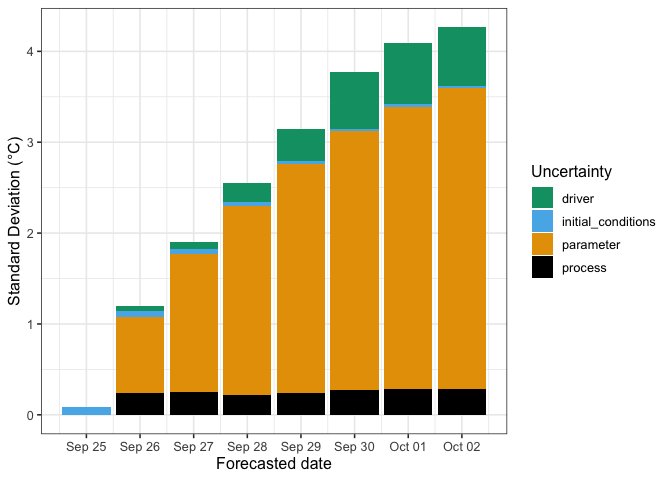 Standard Deviation (°C)
4
3
2
1
0
Sep 25 Sep 26 Sep 27 Sep 28 Sep 29 Sep 30 Oct 01 Oct 02
Forecasted date
Uncertainty
driver
initial_conditions
parameter
process